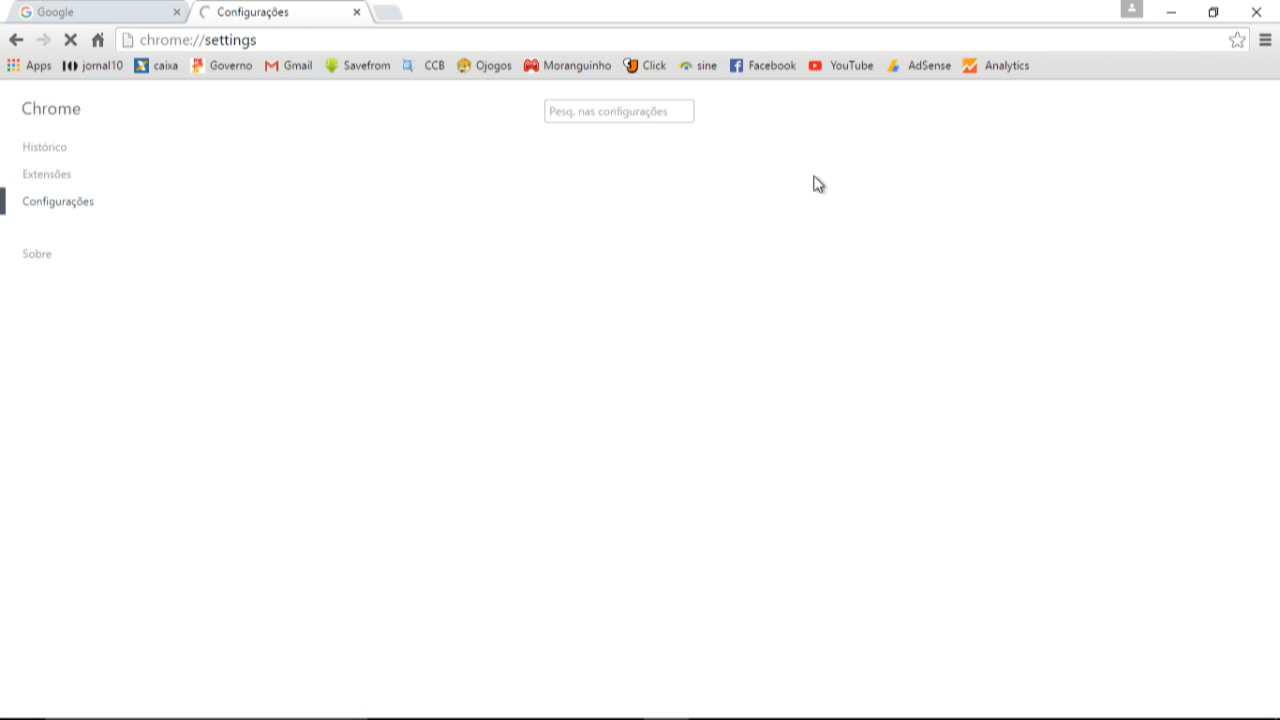 Google
Configurações
chrome://settings
Apps jornal10 caixa Governo Gmail Savefrom CCB Ojogos Moranguinho Click sine Facebook YouTube AdSense Analytics
Chrome
Pesq. nas configurações
Histórico
Extensões
Configurações
Sobre